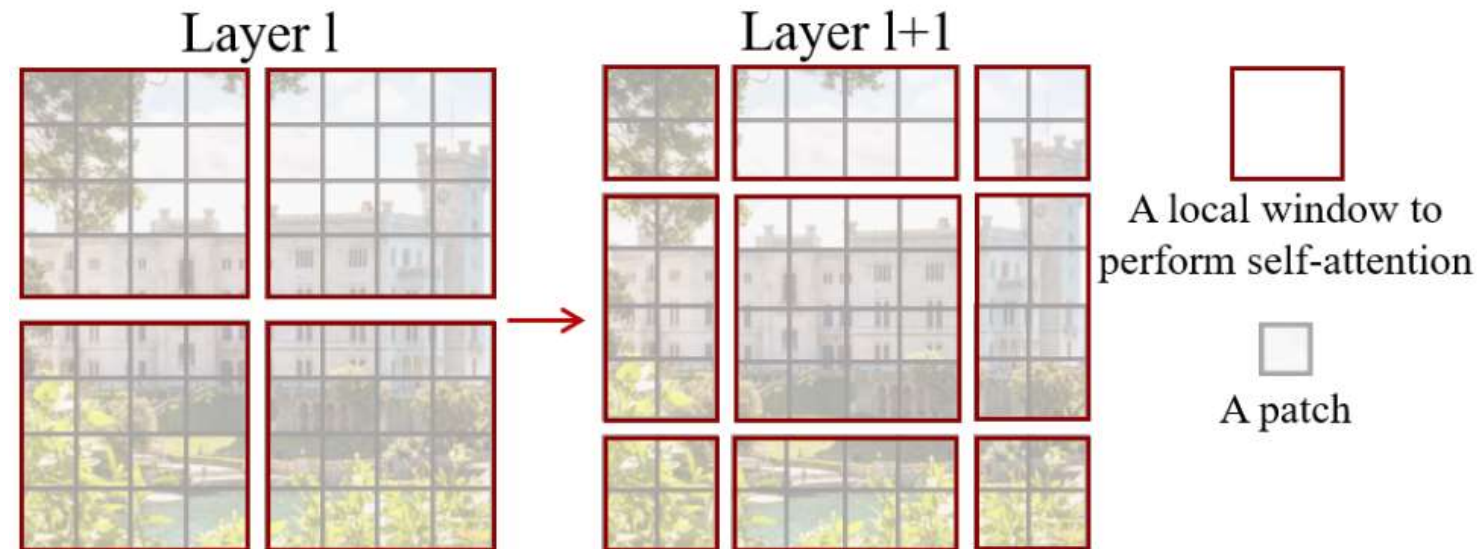 Layer l
Layer l+1
A local window to
perform self-attention
A patch